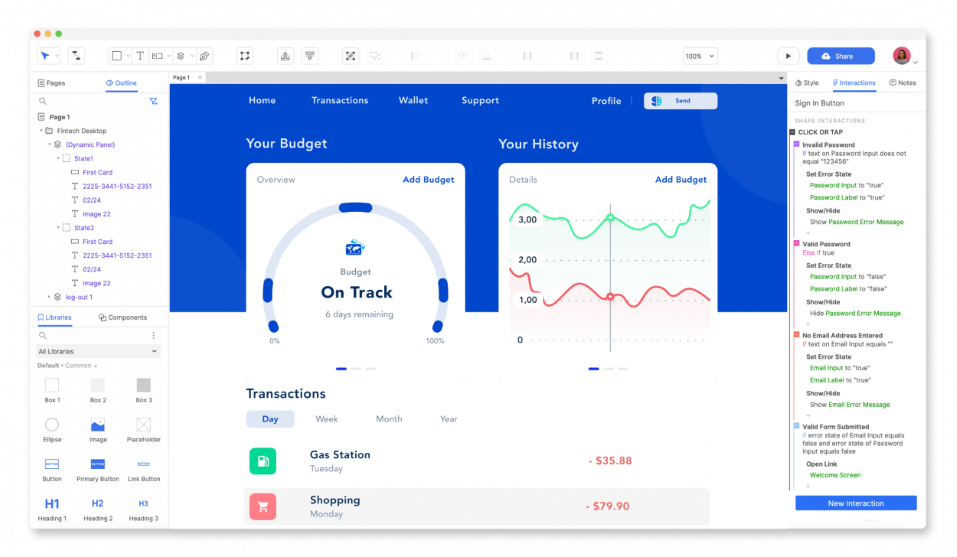 100%
Share
Pages
Outline
Page 1
Fintech Desktop
(Dynamic Panel)
State1
First Card
2225-3441-5152-2351
02/24
image 22
State2
First Card
2225-3441-5152-2351
02/24
image 22
log-out 1
Libraries
Components
All Libraries
Default • Common
Box 1
Box 2
Box 3
Ellipse
Image
Placeholder
BUTTON
BUTTON
BUTTON
Button
Primary Button
Link Button
H1
H2
H3
Heading 1
Heading 2
Heading 3
Page 1
Home
Transactions
Wallet
Support
Profile
Send
Your Budget
Overview
Add Budget
Budget
On Track
6 days remaining
0%
100%
Your History
Details
Add Budget
3,00
2,00
1,00
0
Transactions
Day
Week
Month
Year
Gas Station
Tuesday
- $35.88
Shopping
Monday
- $79.90
Style
Interactions
Notes
Sign In Button
SHAPE INTERACTIONS
CLICK OR TAP
Invalid Password
If text on Password Input does not
equal "123456"
Set Error State
Password Input to "true"
Password Label to "true"
Show/Hide
Show Password Error Message
Valid Password
Else If true
Set Error State
Password Input to "false"
Password Label to "false"
Show/Hide
Hide Password Error Message
No Email Address Entered
If text on Email Input equals ""
Set Error State
Email Input to "true"
Email Label to "true"
Show/Hide
Show Email Error Message
Valid Form Submitted
If error state of Email Input equals
false and error state of Password
Input equals false
Open Link
Welcome Screen
New Interaction